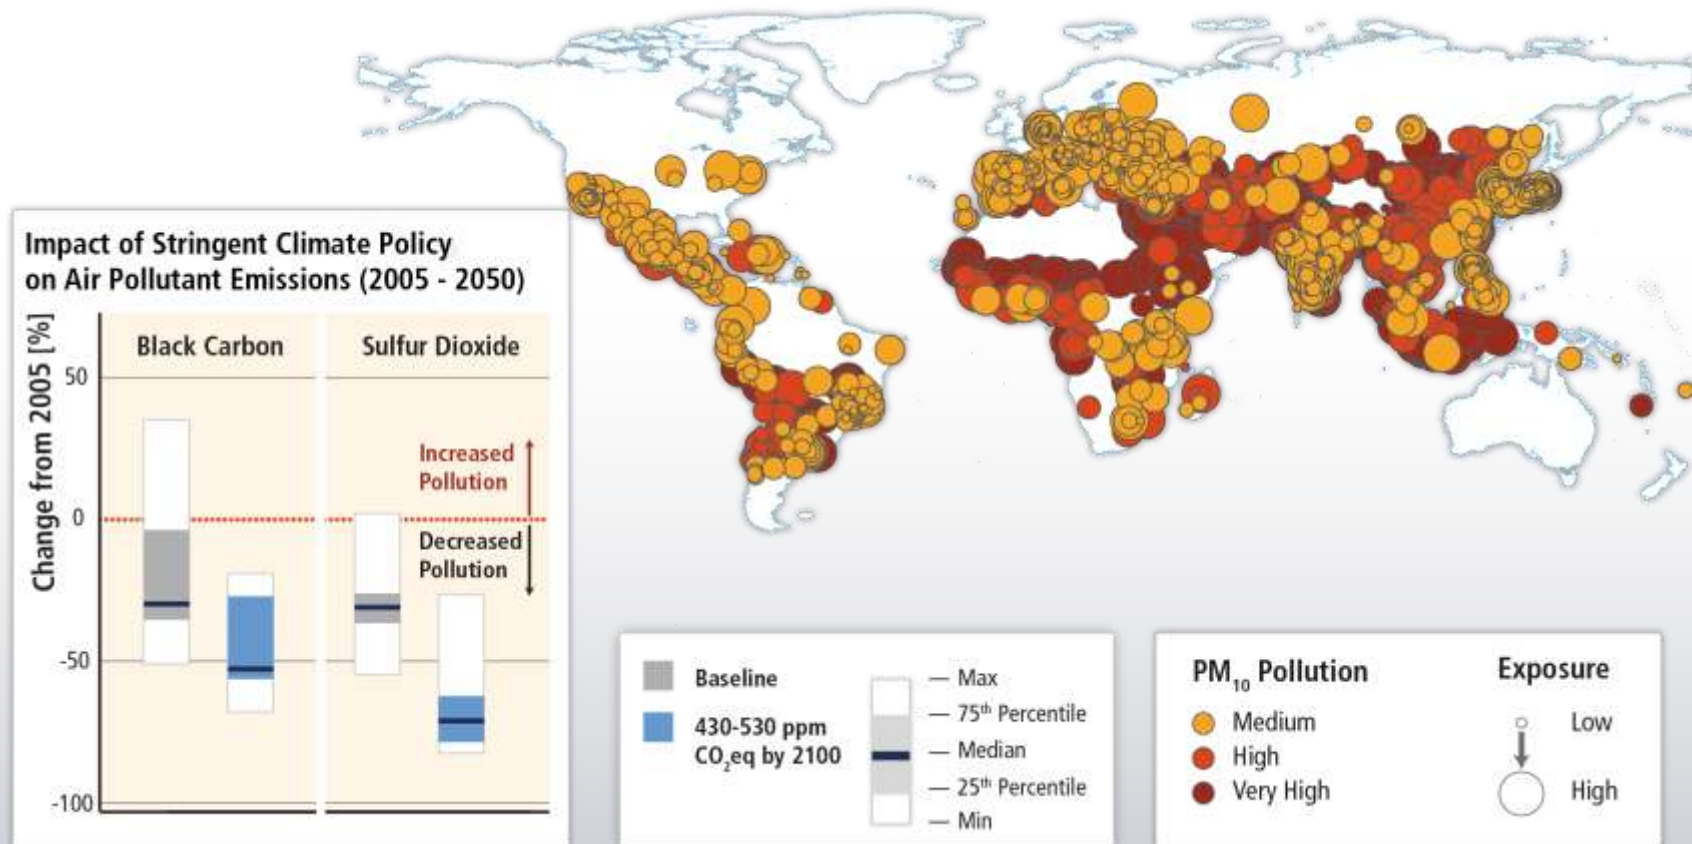 Impact of Stringent Climate Policy
on Air Pollutant Emissions (2005 - 2050)
Change from 2005 [%]
Black Carbon
Sulfur Dioxide
50
0
-50
-100
Increased
Pollution
Decreased
Pollution
Baseline
430-530 ppm
CO₂eq by 2100
Max
75th Percentile
Median
25th Percentile
Min
PM₁₀ Pollution
Medium
High
Very High
Exposure
Low
High